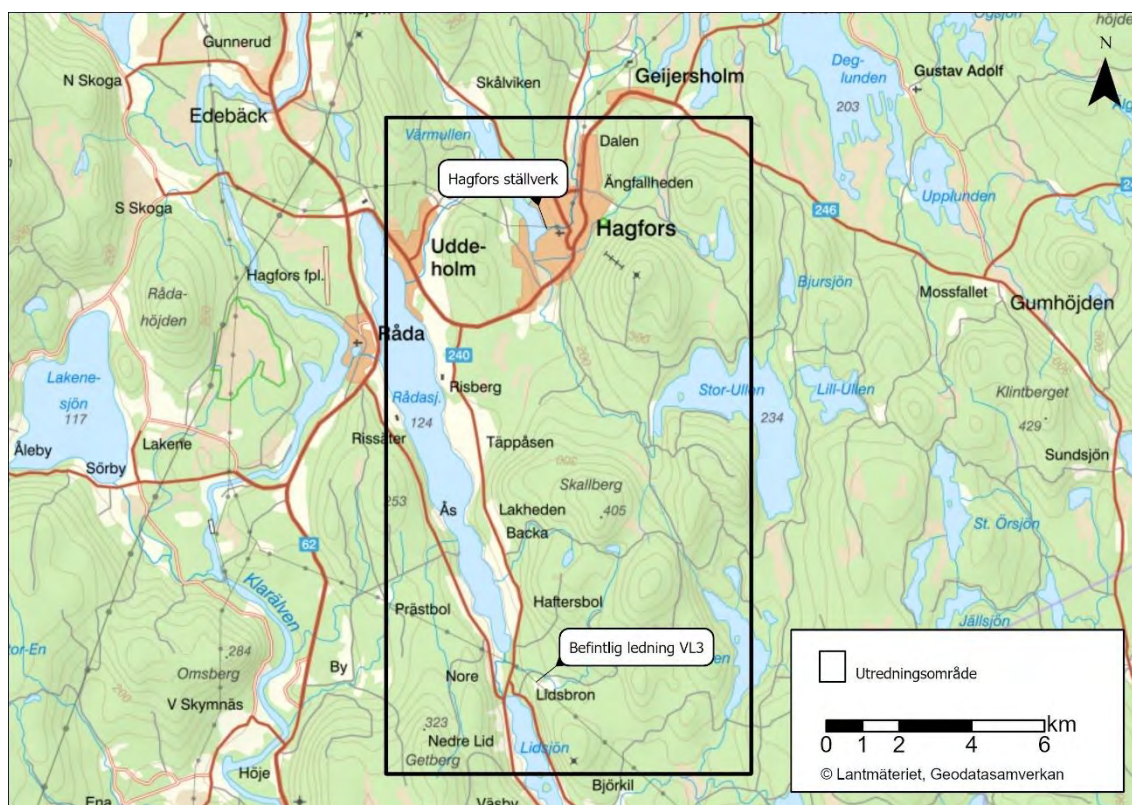 Gunnerud
N Skoga
Edebäck
Skålviken
Geijersholm
Deg-
lunden
203
Gustav Adolf
N
Värmullen
Dalen
Hagfors ställverk
Ängfallheden
Upplunden
S Skoga
246
Hagfors
Udde-
holm
Hagfors fpl.
Bjursjön
Mossfallet
Gumhöjden
Råda-
höjden
Råda
240
Risberg
Stor-Ullen
Lill-Ullen
Klintberget
429
Lakene-
sjön
117
Rådasj.
124
234
Rissäter
Täppåsen
Åleby
Lakene
Sörby
Sundsjön
Skallberg
405
253
Ås
Lakheden
Backa
St. Örsjön
62
Klarälven
Prästbol
Haftersbol
Jällsjön
Befintlig ledning VL3
Omsberg
284
By
Nore
Lidsbron
Utredningsområde
V Skymnäs
323
Nedre Lid
Getberg
Lidsjön
km
0 1 2 4 6
© Lantmäteriet, Geodatasamverkan
Höje
Björkil
Ena
Väsby